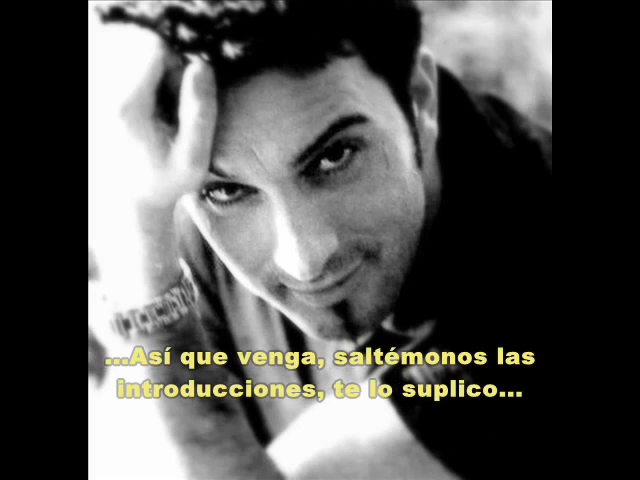 ...Así que venga, saltémonos las
introducciones, te lo suplico...